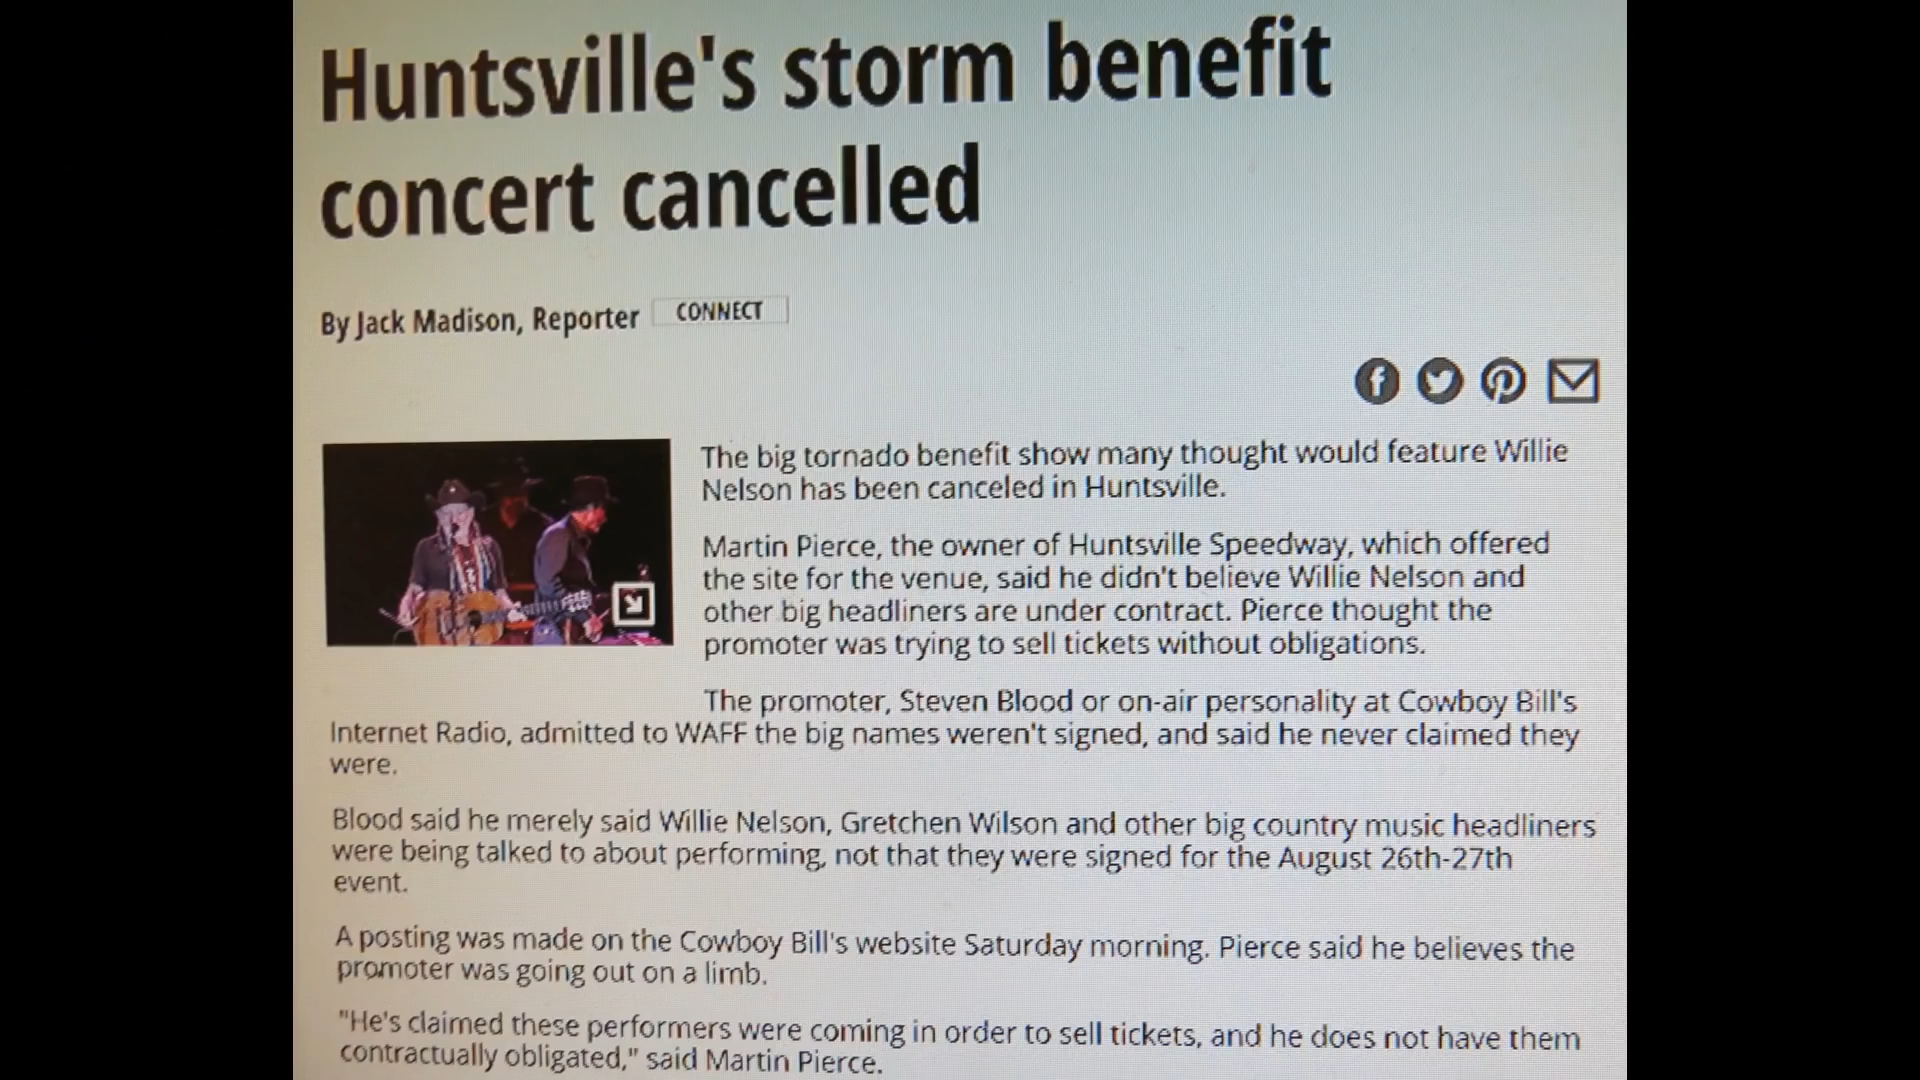 Huntsville's storm benefit
concert cancelled
By Jack Madison, Reporter CONNECT
The big tornado benefit show many thought would feature Willie
Nelson has been canceled in Huntsville.
Martin Pierce, the owner of Huntsville Speedway, which offered
the site for the venue, said he didn't believe Willie Nelson and
other big headliners are under contract. Pierce thought the
promoter was trying to sell tickets without obligations.
The promoter, Steven Blood or on-air personality at Cowboy Bill's
Internet Radio, admitted to WAFF the big names weren't signed, and said he never claimed they
were.
Blood said he merely said Willie Nelson, Gretchen Wilson and other big country music headliners
were being talked to about performing, not that they were signed for the August 26th-27th
event.
A posting was made on the Cowboy Bill's website Saturday morning. Pierce said he believes the
promoter was going out on a limb.
"He's claimed these performers were coming in order to sell tickets, and he does not have them
contractually obligated," said Martin Pierce.